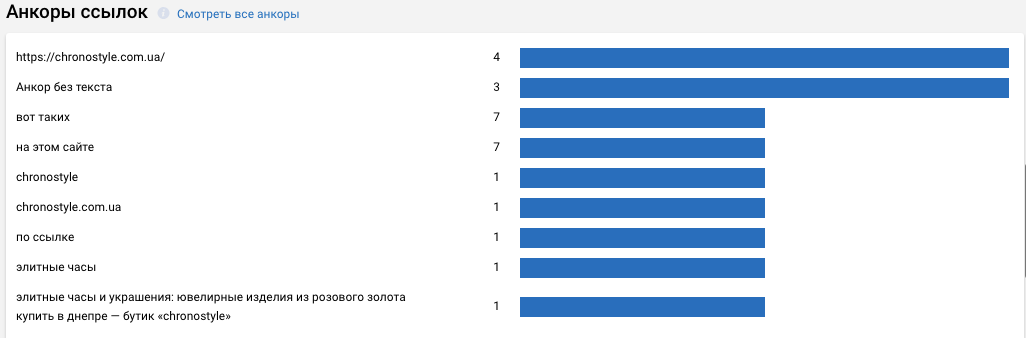 Анкоры ссылок i Смотреть все анкоры
https://chronostyle.com.ua/ 4
Анкор без текста 3
вот таких 7
на этом сайте 7
chronostyle 1
chronostyle.com.ua 1
по ссылке 1
элитные часы 1
элитные часы и украшения: ювелирные изделия из розового золота
купить в днепре — бутик «chronostyle» 1